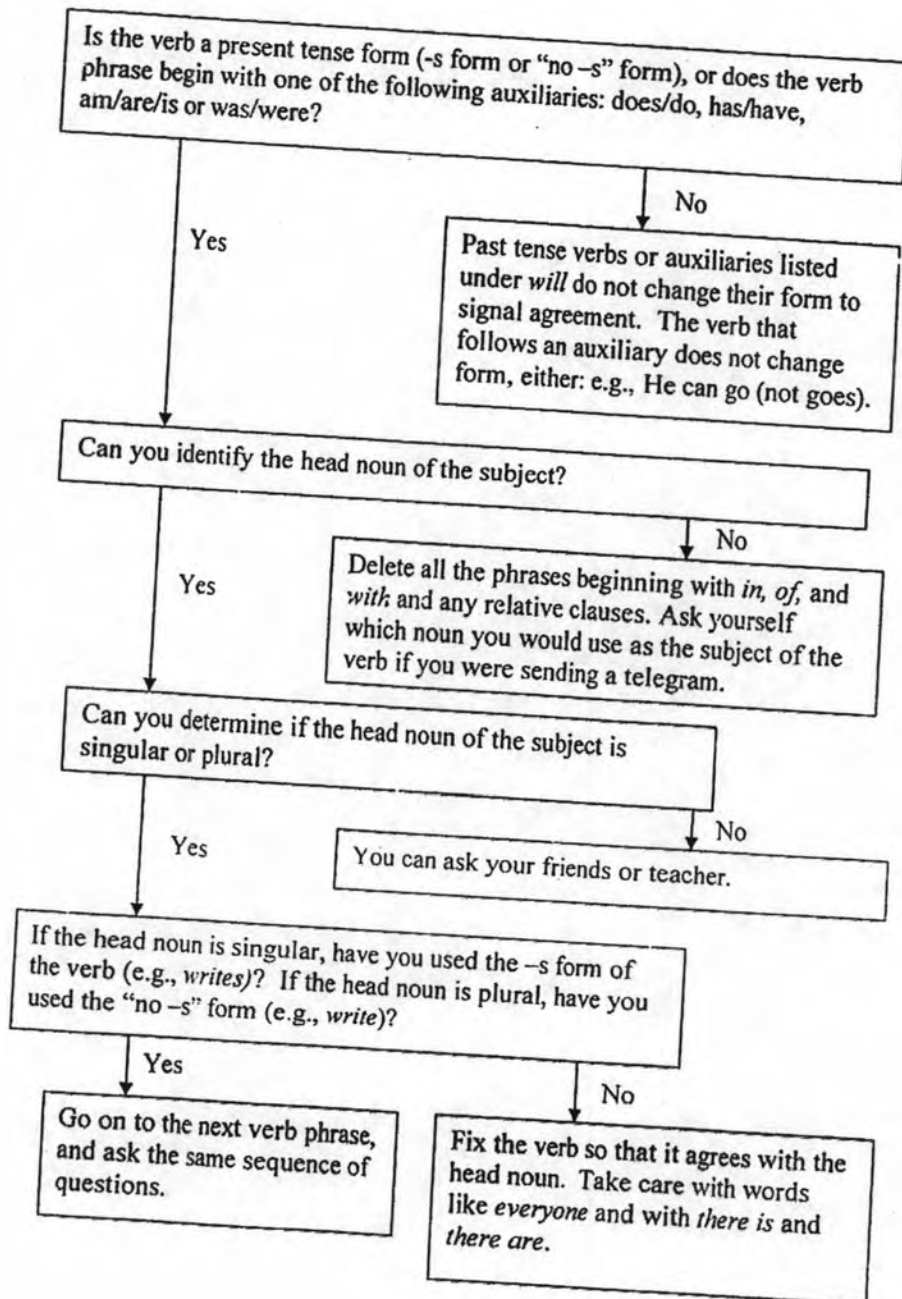 Is the verb a present tense form (-s form or "no –s" form), or does the verb
phrase begin with one of the following auxiliaries: does/do, has/have,
am/are/is or was/were?
Yes
No
Past tense verbs or auxiliaries listed
under will do not change their form to
signal agreement. The verb that
follows an auxiliary does not change
form, either: e.g., He can go (not goes).
Can you identify the head noun of the subject?
Yes
No
Delete all the phrases beginning with in, of, and
with and any relative clauses. Ask yourself
which noun you would use as the subject of the
verb if you were sending a telegram.
Can you determine if the head noun of the subject is
singular or plural?
Yes
No
You can ask your friends or teacher.
If the head noun is singular, have you used the –s form of
the verb (e.g., writes)? If the head noun is plural, have you
used the "no –s" form (e.g., write)?
Yes
No
Go on to the next verb phrase,
and ask the same sequence of
questions.
Fix the verb so that it agrees with the
head noun. Take care with words
like everyone and with there is and
there are.